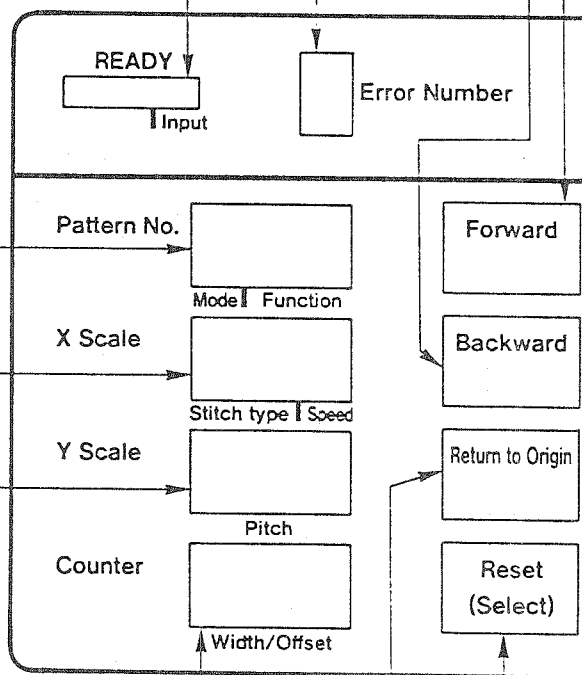 READY
Input
Error Number
Pattern No.
Mode Function
Forward
X Scale
Stitch type Speed
Backward
Y Scale
Pitch
Return to Origin
Counter
Width/Offset
Reset
(Select)